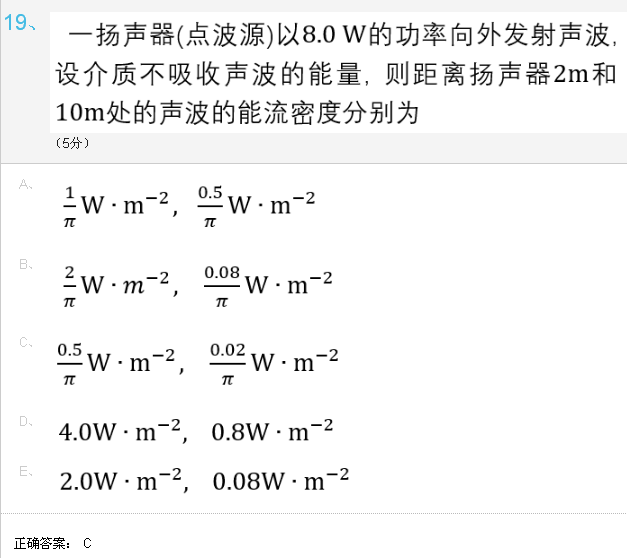 19、 一扬声器(点波源)以8.0 W的功率向外发射声波,
设介质不吸收声波的能量, 则距离扬声器2m和
10m处的声波的能流密度分别为
(5分)
A、 1/π W · m⁻², 0.5/π W · m⁻²
B、 2/π W · m⁻², 0.08/π W · m⁻²
C、 0.5/π W · m⁻², 0.02/π W · m⁻²
D、 4.0W · m⁻², 0.8W · m⁻²
E、 2.0W · m⁻², 0.08W · m⁻²
正确答案: C